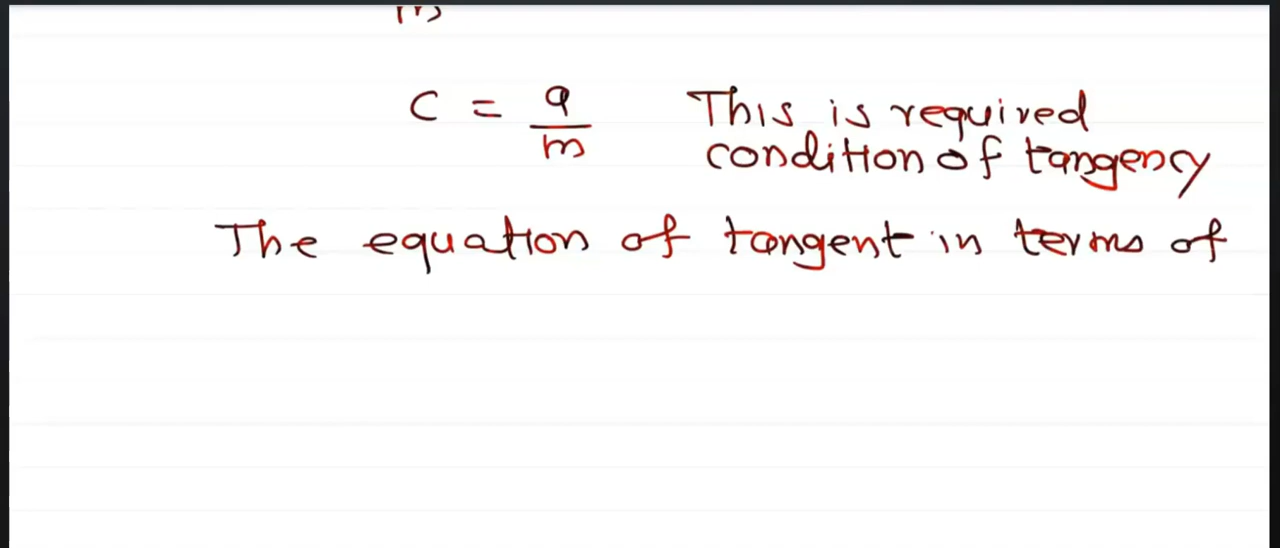 m
C = a/m This is required
condition of tangency
The equation of tangent in terms of